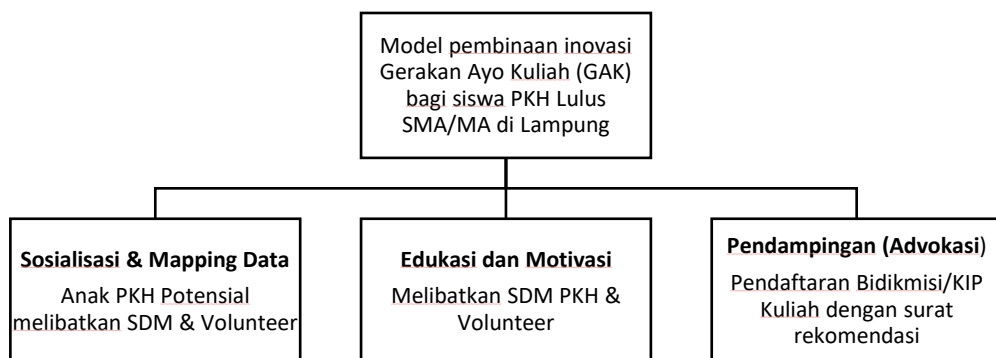 Model pembinaan inovasi
Gerakan Ayo Kuliah (GAK)
bagi siswa PKH Lulus
SMA/MA di Lampung
Sosialisasi & Mapping Data
Anak PKH Potensial
melibatkan SDM & Volunteer
Edukasi dan Motivasi
Melibatkan SDM PKH &
Volunteer
Pendampingan (Advokasi)
Pendaftaran Bidikmisi/KIP
Kuliah dengan surat
rekomendasi